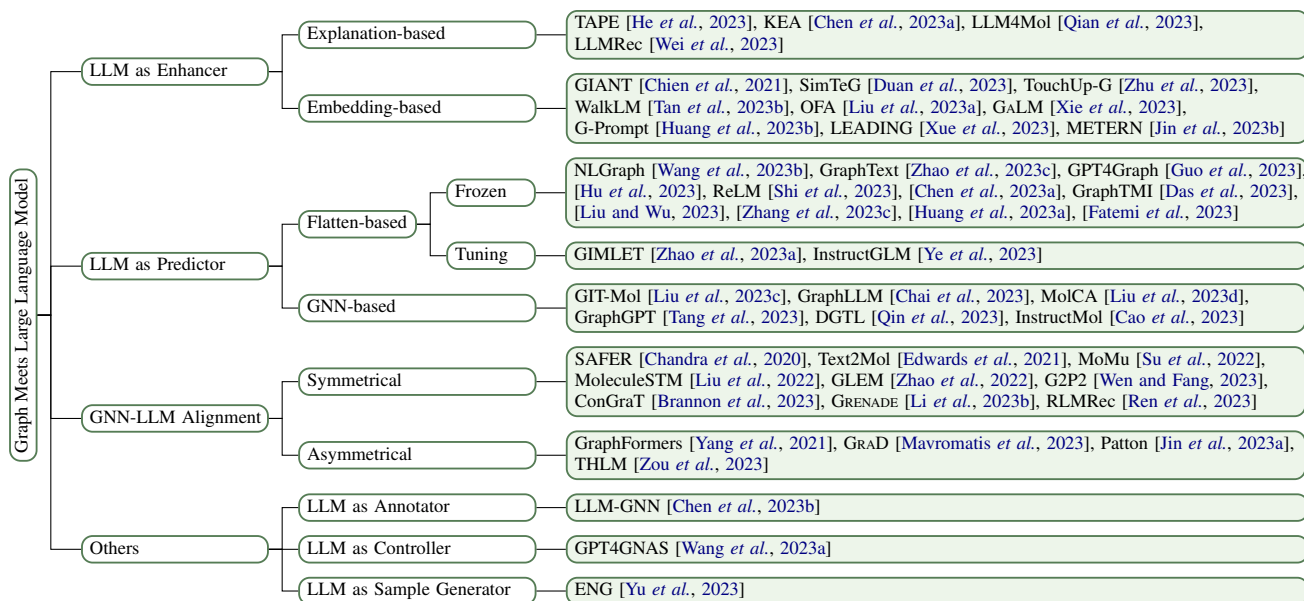 Graph Meets Large Language Model
LLM as Enhancer
Explanation-based
TAPE [He et al., 2023], KEA [Chen et al., 2023a], LLM4Mol [Qian et al., 2023],
LLMRec [Wei et al., 2023]
Embedding-based
GIANT [Chien et al., 2021], SimTeG [Duan et al., 2023], TouchUp-G [Zhu et al., 2023],
WalkLM [Tan et al., 2023b], OFA [Liu et al., 2023a], GALM [Xie et al., 2023],
G-Prompt [Huang et al., 2023b], LEADING [Xue et al., 2023], METERN [Jin et al., 2023b]
LLM as Predictor
Flatten-based
Frozen
NLGraph [Wang et al., 2023b], GraphText [Zhao et al., 2023c], GPT4Graph [Guo et al., 2023],
[Hu et al., 2023], ReLM [Shi et al., 2023], [Chen et al., 2023a], GraphTMI [Das et al., 2023],
[Liu and Wu, 2023], [Zhang et al., 2023c], [Huang et al., 2023a], [Fatemi et al., 2023]
Tuning
GIMLET [Zhao et al., 2023a], InstructGLM [Ye et al., 2023]
GNN-based
GIT-Mol [Liu et al., 2023c], GraphLLM [Chai et al., 2023], MolCA [Liu et al., 2023d],
GraphGPT [Tang et al., 2023], DGTL [Qin et al., 2023], InstructMol [Cao et al., 2023]
GNN-LLM Alignment
Symmetrical
SAFER [Chandra et al., 2020], Text2Mol [Edwards et al., 2021], MoMu [Su et al., 2022],
MoleculeSTM [Liu et al., 2022], GLEM [Zhao et al., 2022], G2P2 [Wen and Fang, 2023],
ConGraT [Brannon et al., 2023], GRENADE [Li et al., 2023b], RLMRec [Ren et al., 2023]
Asymmetrical
GraphFormers [Yang et al., 2021], GRAD [Mavromatis et al., 2023], Patton [Jin et al., 2023a],
THLM [Zou et al., 2023]
Others
LLM as Annotator
LLM-GNN [Chen et al., 2023b]
LLM as Controller
GPT4GNAS [Wang et al., 2023a]
LLM as Sample Generator
ENG [Yu et al., 2023]